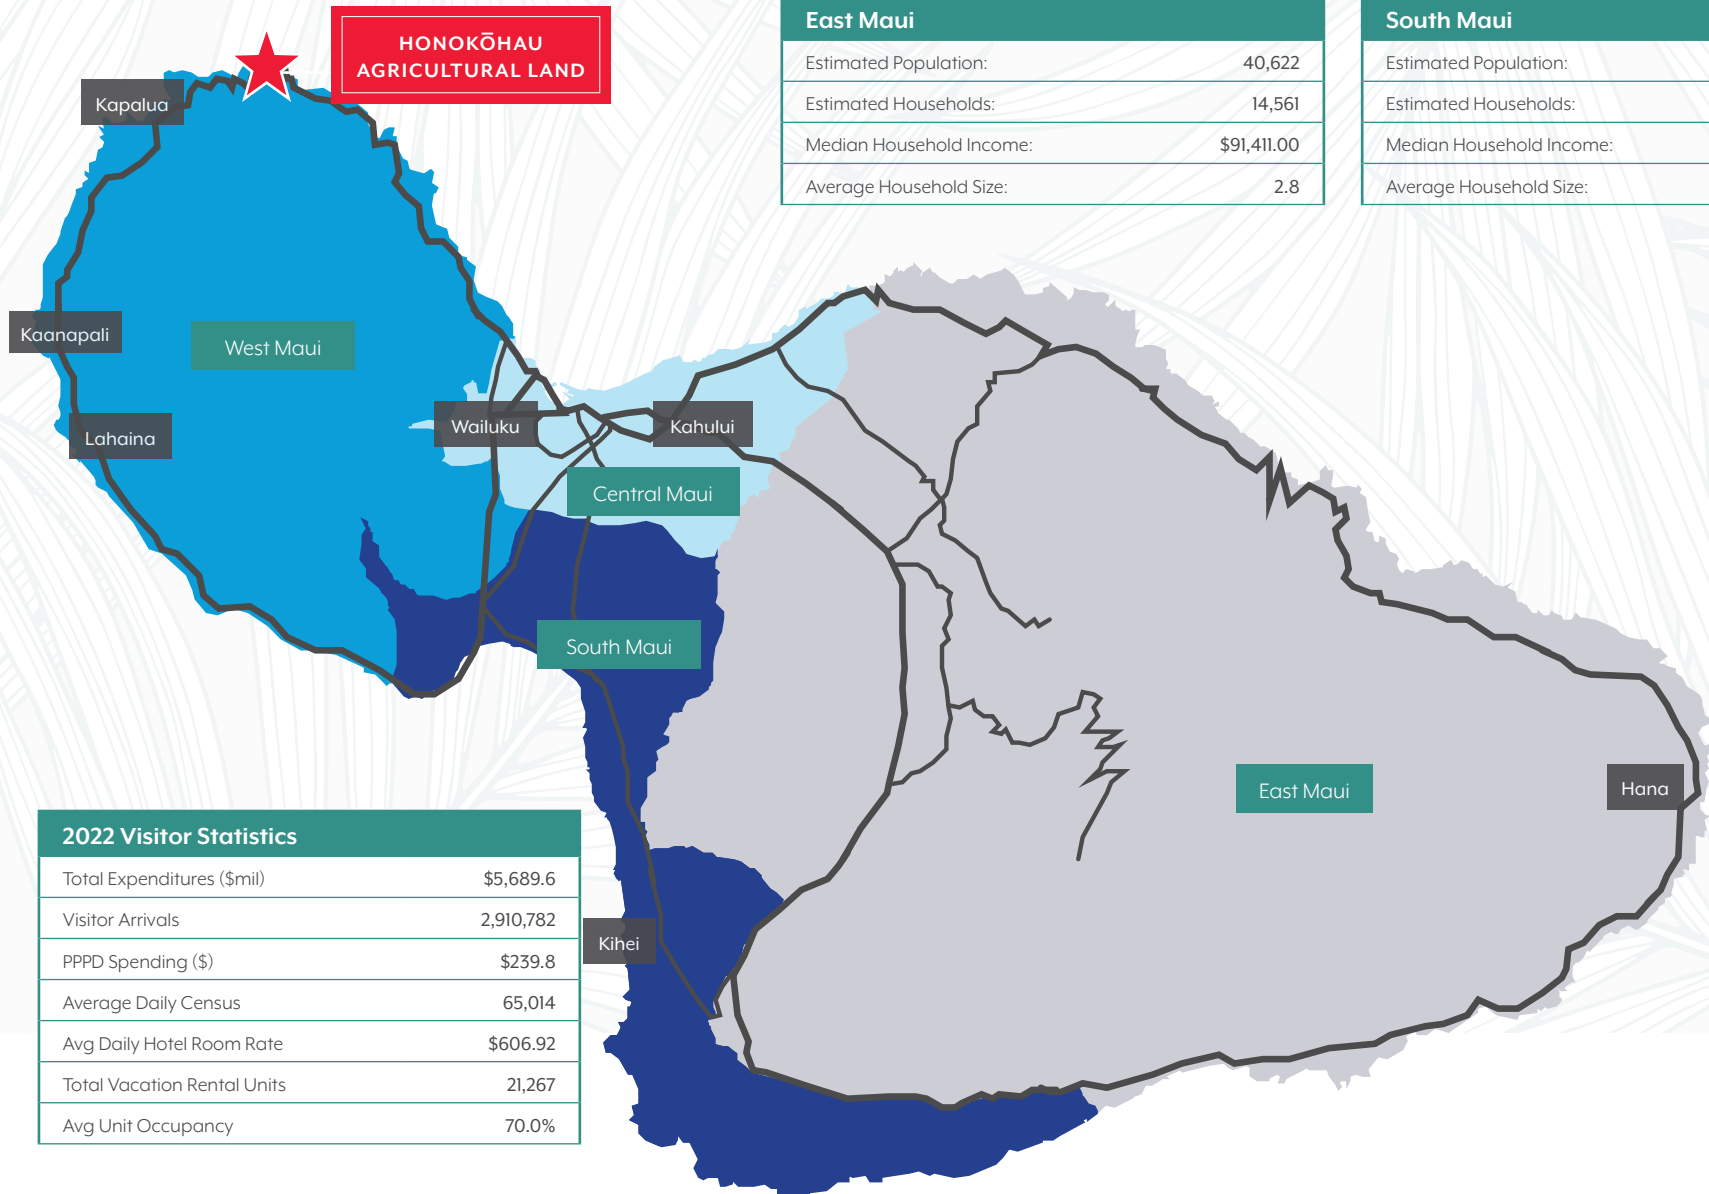 HONOKŌHAU
AGRICULTURAL LAND
East Maui
Estimated Population: 40,622
Estimated Households: 14,561
Median Household Income: $91,411.00
Average Household Size: 2.8
South Maui
Estimated Population:
Estimated Households:
Median Household Income:
Average Household Size:
Kapalua
Kaanapali
West Maui
Lahaina
Wailuku
Kahului
Central Maui
South Maui
East Maui
Hana
Kihei
2022 Visitor Statistics
Total Expenditures ($mil) $5,689.6
Visitor Arrivals 2,910,782
PPPD Spending ($) $239.8
Average Daily Census 65,014
Avg Daily Hotel Room Rate $606.92
Total Vacation Rental Units 21,267
Avg Unit Occupancy 70.0%